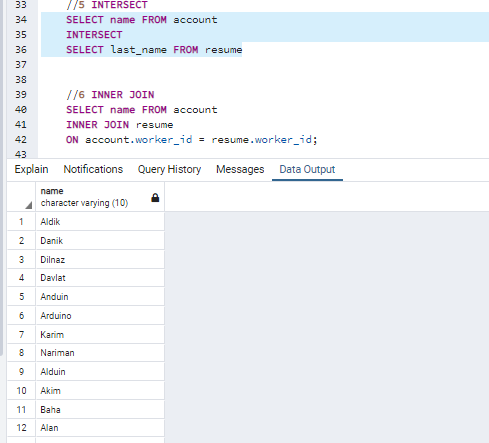 33 //5 INTERSECT
34 SELECT name FROM account
35 INTERSECT
36 SELECT last_name FROM resume
37
38
39 //6 INNER JOIN
40 SELECT name FROM account
41 INNER JOIN resume
42 ON account.worker_id = resume.worker_id;
43
Explain Notifications Query History Messages Data Output
name
character varying (10)
1 Aldik
2 Danik
3 Dilnaz
4 Davlat
5 Anduin
6 Arduino
7 Karim
8 Nariman
9 Alduin
10 Akim
11 Baha
12 Alan